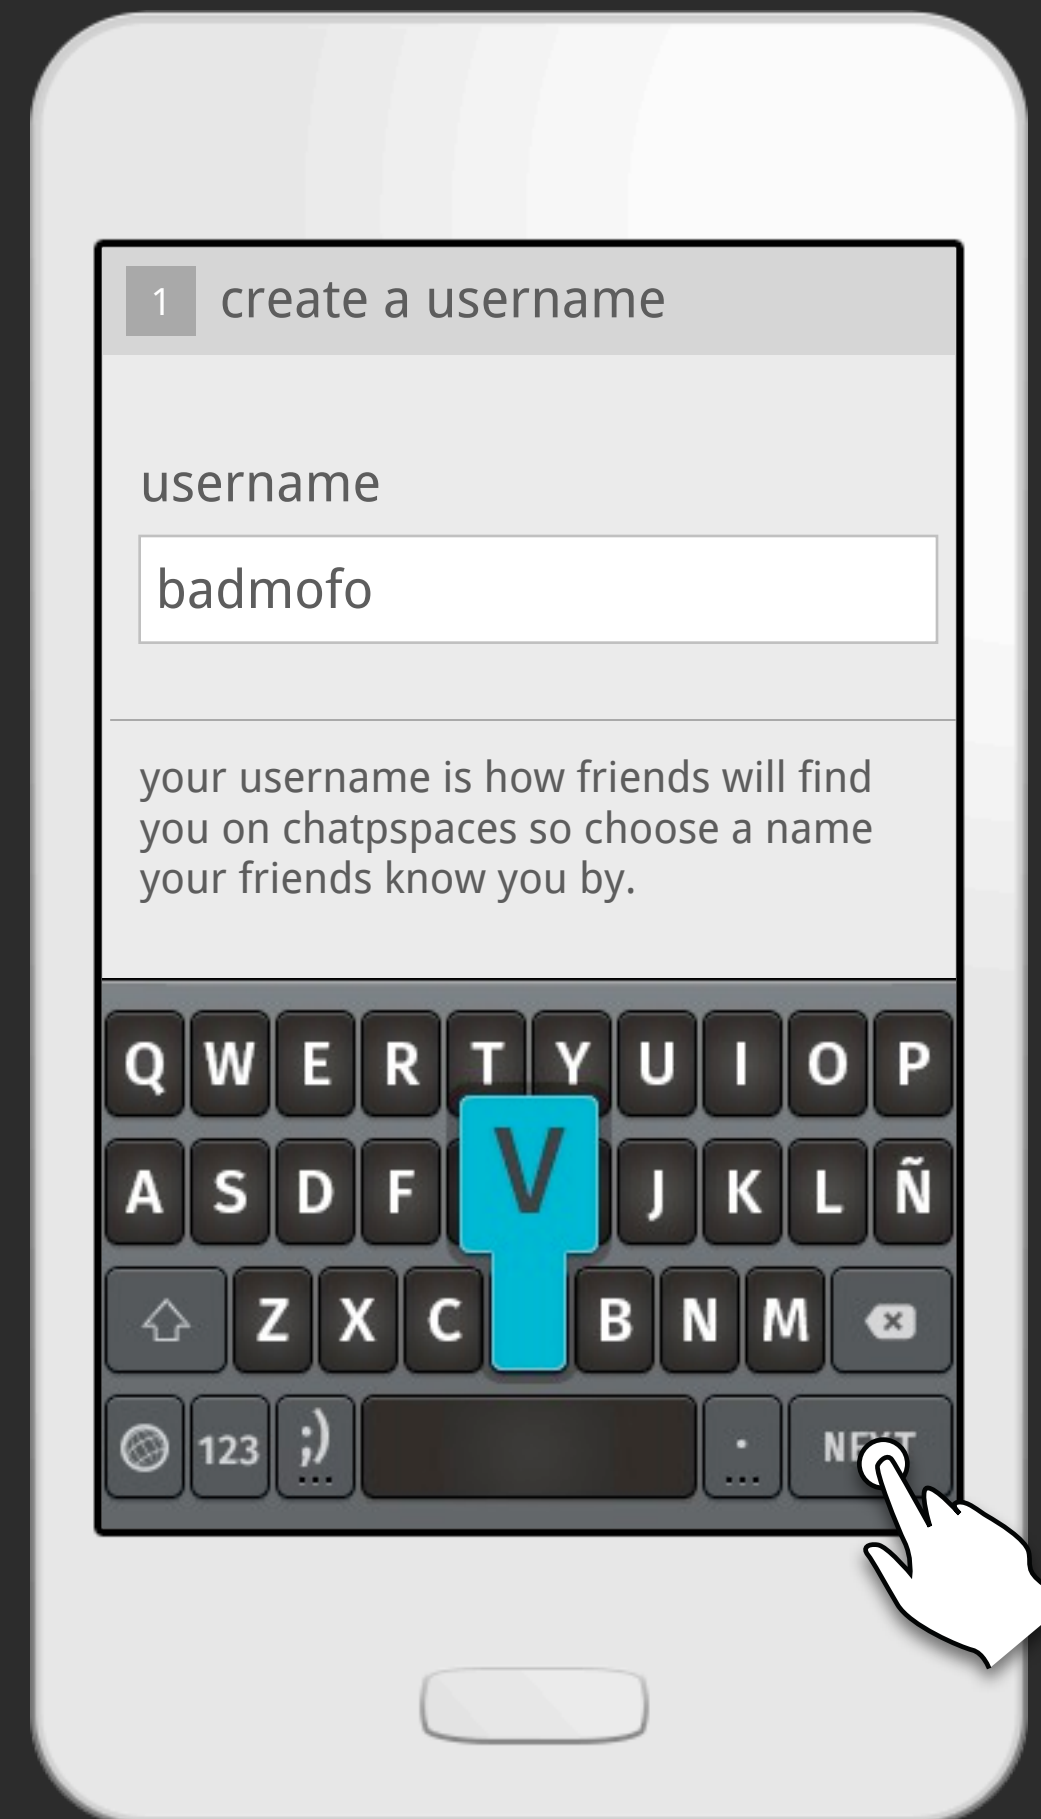 1 create a username
username
badmofo
your username is how friends will find
you on chatpspaces so choose a name
your friends know you by.
Q W E R T Y U I O P
A S D F V J K L Ñ
Z X C B N M
123 ;) ... . ... NEXT